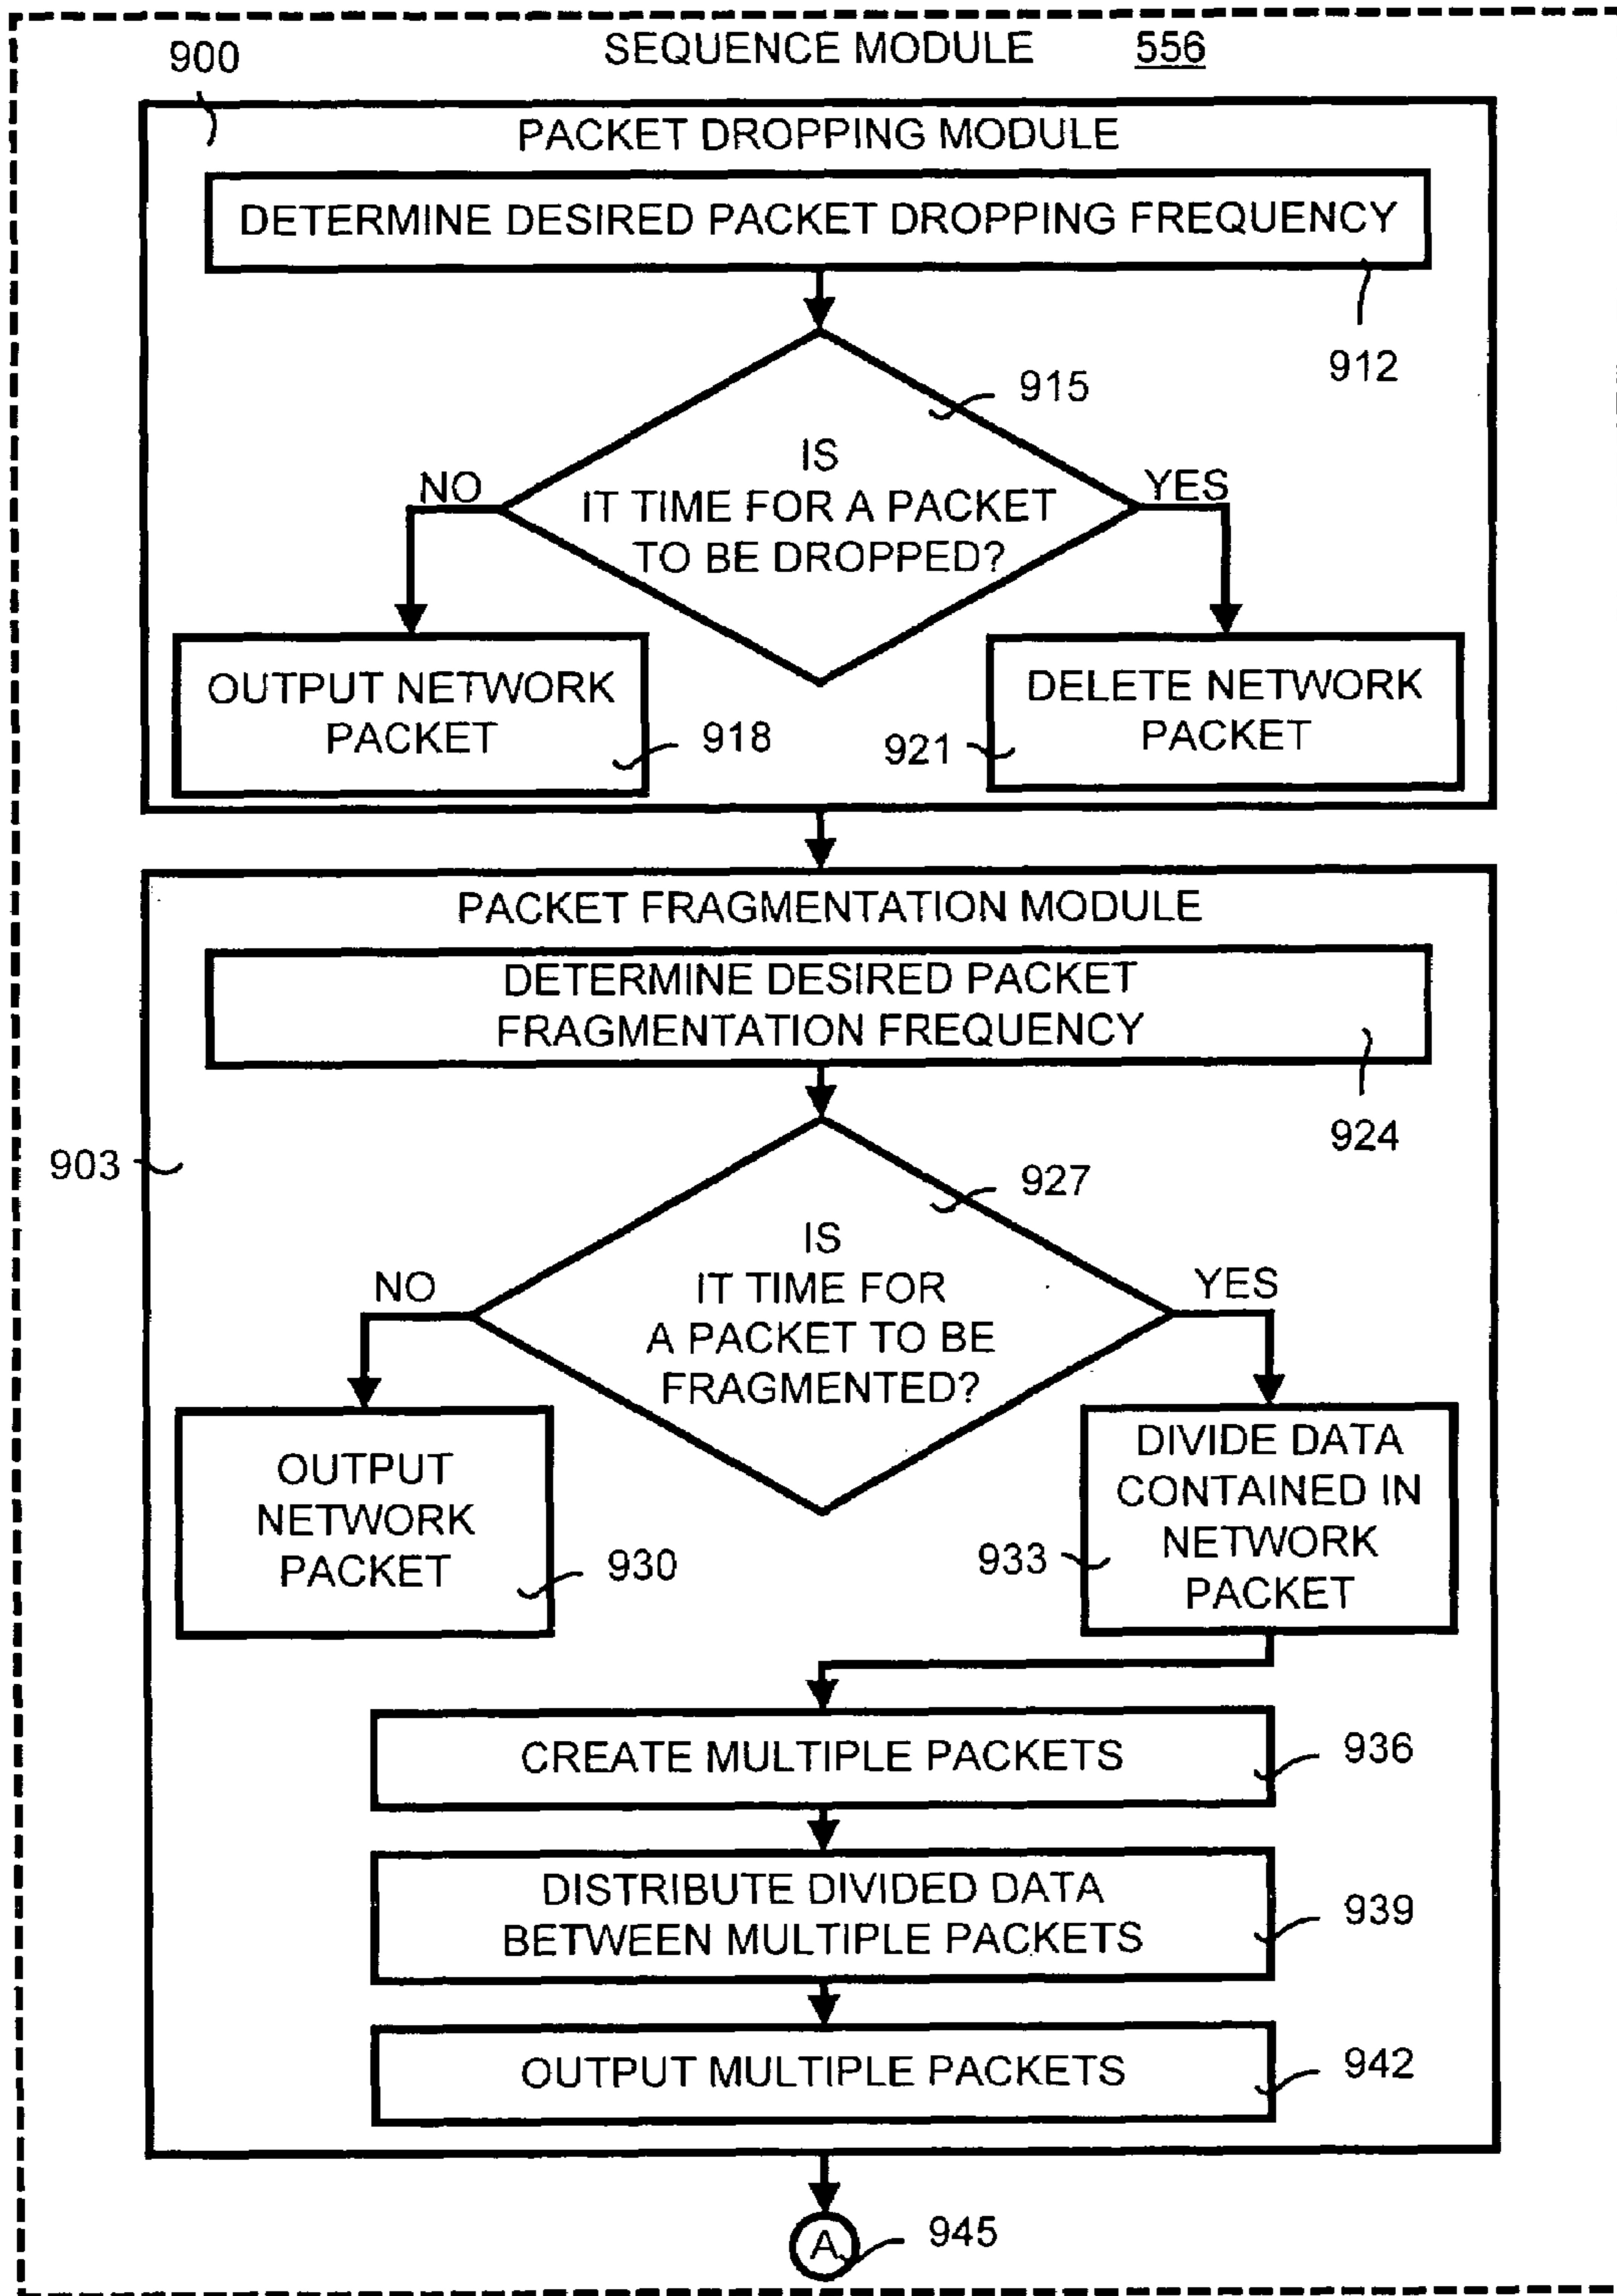 SEQUENCE MODULE 556
900
PACKET DROPPING MODULE
DETERMINE DESIRED PACKET DROPPING FREQUENCY
912
915
IS
IT TIME FOR A PACKET
TO BE DROPPED?
NO
YES
OUTPUT NETWORK
PACKET
918
DELETE NETWORK
PACKET
921
PACKET FRAGMENTATION MODULE
DETERMINE DESIRED PACKET
FRAGMENTATION FREQUENCY
924
903
927
IS
IT TIME FOR
A PACKET TO BE
FRAGMENTED?
NO
YES
OUTPUT
NETWORK
PACKET
930
DIVIDE DATA
CONTAINED IN
NETWORK
PACKET
933
CREATE MULTIPLE PACKETS
936
DISTRIBUTE DIVIDED DATA
BETWEEN MULTIPLE PACKETS
939
OUTPUT MULTIPLE PACKETS
942
A
945